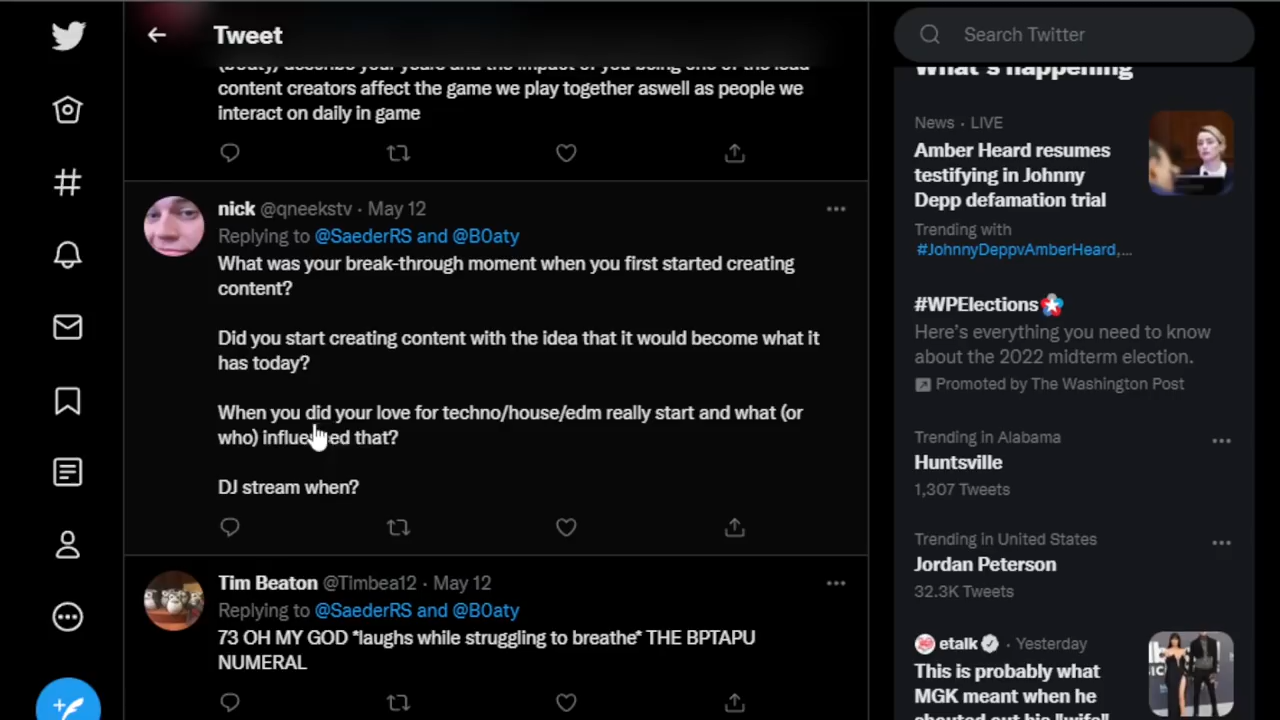 Tweet
(B0aty) describe your years and the impact of you being one of the lead
content creators affect the game we play together aswell as people we
interact on daily in game
nick @qneekstv · May 12
Replying to @SaederRS and @B0aty
What was your break-through moment when you first started creating
content?
Did you start creating content with the idea that it would become what it
has today?
When you did your love for techno/house/edm really start and what (or
who) influenced that?
DJ stream when?
Tim Beaton @Timbea12 · May 12
Replying to @SaederRS and @B0aty
73 OH MY GOD *laughs while struggling to breathe* THE BPTAPU
NUMERAL
Search Twitter
What's happening
News · LIVE
Amber Heard resumes
testifying in Johnny
Depp defamation trial
Trending with
#JohnnyDeppvAmberHeard,...
#WPElections
Here's everything you need to know
about the 2022 midterm election.
Promoted by The Washington Post
Trending in Alabama
Huntsville
1,307 Tweets
Trending in United States
Jordan Peterson
32.3K Tweets
etalk · Yesterday
This is probably what
MGK meant when he
shouted out his "wife"